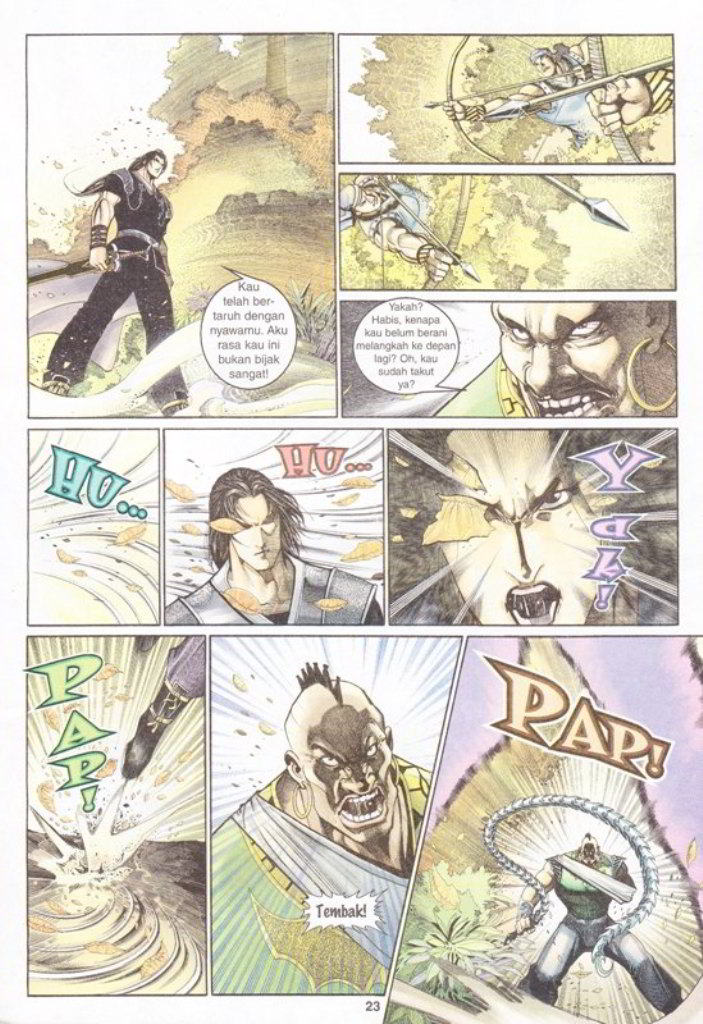 Kau
telah ber-
taruh dengan
nyawamu. Aku
rasa kau ini
bukan bijak
sangat!
Yakah?
Habis, kenapa
kau belum berani
melangkah ke depan
lagi? Oh, kau
sudah takut
ya?
HU...
HU...
YAK!
PAP!
Tembak!
PAP!
23